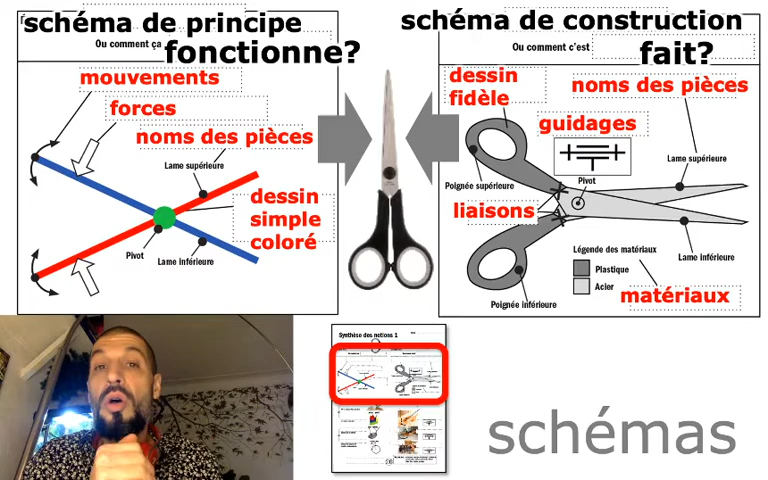 schéma de principe
Ou comment ça
fonctionne?
mouvements
forces
noms des pièces
Lame supérieure
dessin
simple
coloré
Pivot
Lame inférieure
schéma de construction
Ou comment c'est
fait?
dessin
fidèle
noms des pièces
guidages
Lame supérieure
Poignée supérieure
Pivot
liaisons
Légende des matériaux
Plastique
Acier
Lame inférieure
matériaux
Poignée inférieure
Synthèse des notions 1
schémas